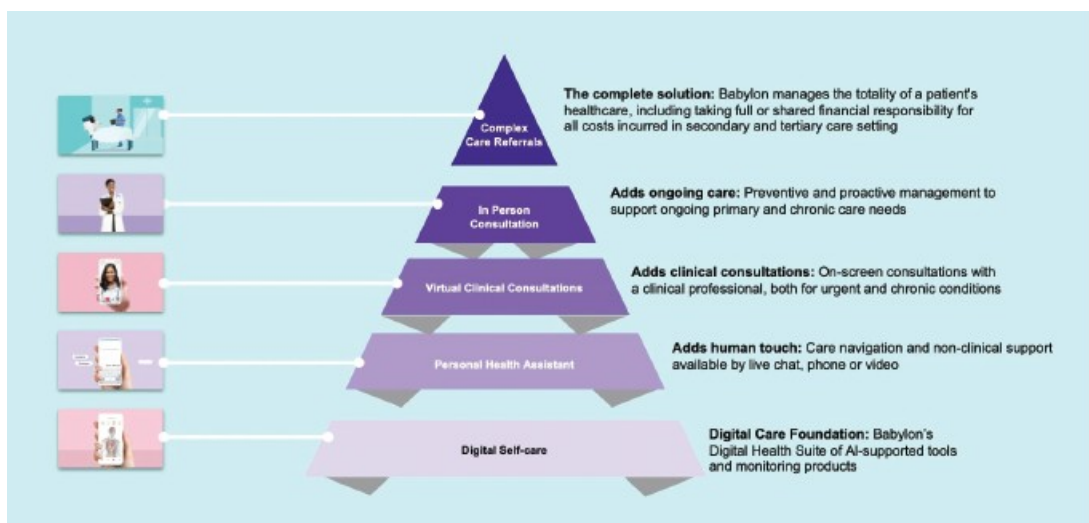 Complex
Care Referrals
The complete solution: Babylon manages the totality of a patient's
healthcare, including taking full or shared financial responsibility for
all costs incurred in secondary and tertiary care setting
In Person
Consultation
Adds ongoing care: Preventive and proactive management to
support ongoing primary and chronic care needs
Virtual Clinical Consultations
Adds clinical consultations: On-screen consultations with
a clinical professional, both for urgent and chronic conditions
Personal Health Assistant
Adds human touch: Care navigation and non-clinical support
available by live chat, phone or video
Digital Self-care
Digital Care Foundation: Babylon's
Digital Health Suite of AI-supported tools
and monitoring products